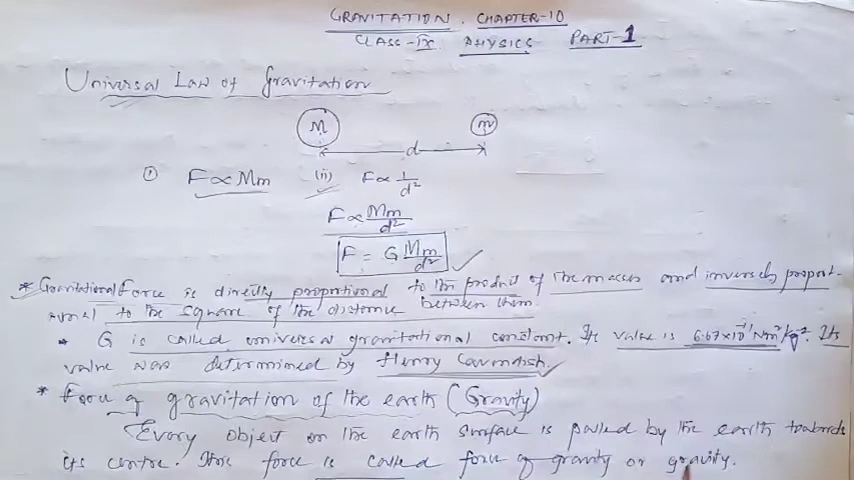 GRAVITATION. CHAPTER-10
CLASS-IX PHYSICS PART-1
Universal Law of Gravitation
M m
d
(i) F∝Mm (ii) F∝ 1/d²
F∝ Mm/d²
F = G Mm/d²
* Gravitational Force is directly proportional to the product of the masses and inversely proport-
ional to the square of the distance between them.
* G is called universal gravitational constant. Its value is 6.67×10⁻¹¹ Nm²/kg². Its
value was determined by Henry Cavendish.
* Force of gravitation of the earth (Gravity)
Every object on the earth surface is pulled by the earth towards
its centre. This force is called force of gravity or gravity.